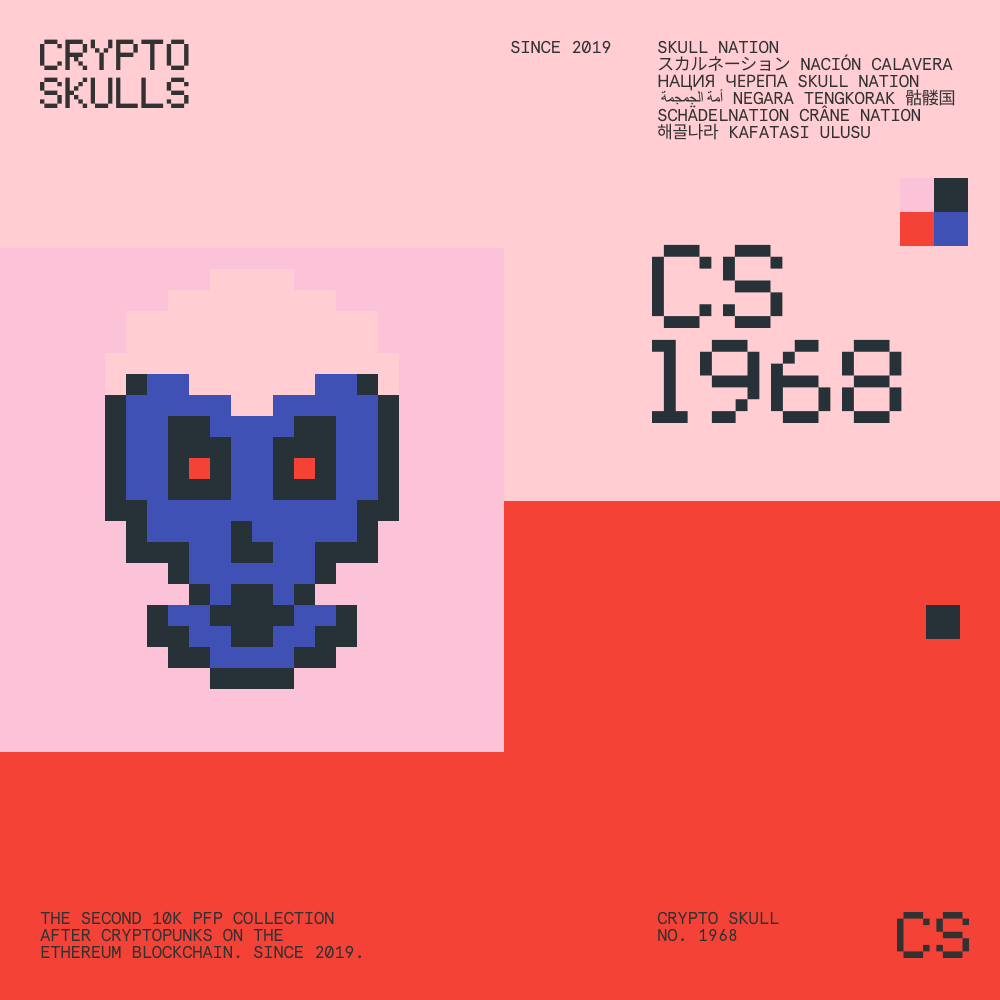 CRYPTO
SKULLS
SINCE 2019
SKULL NATION
スカルネーション NACIÓN CALAVERA
НАЦИЯ ЧЕРЕПА SKULL NATION
أمة الجمجمة NEGARA TENGKORAK 骷髅国
SCHÄDELNATION CRÂNE NATION
해골나라 KAFATASI ULUSU
CS
1968
THE SECOND 10K PFP COLLECTION
AFTER CRYPTOPUNKS ON THE
ETHEREUM BLOCKCHAIN. SINCE 2019.
CRYPTO SKULL
NO. 1968
CS